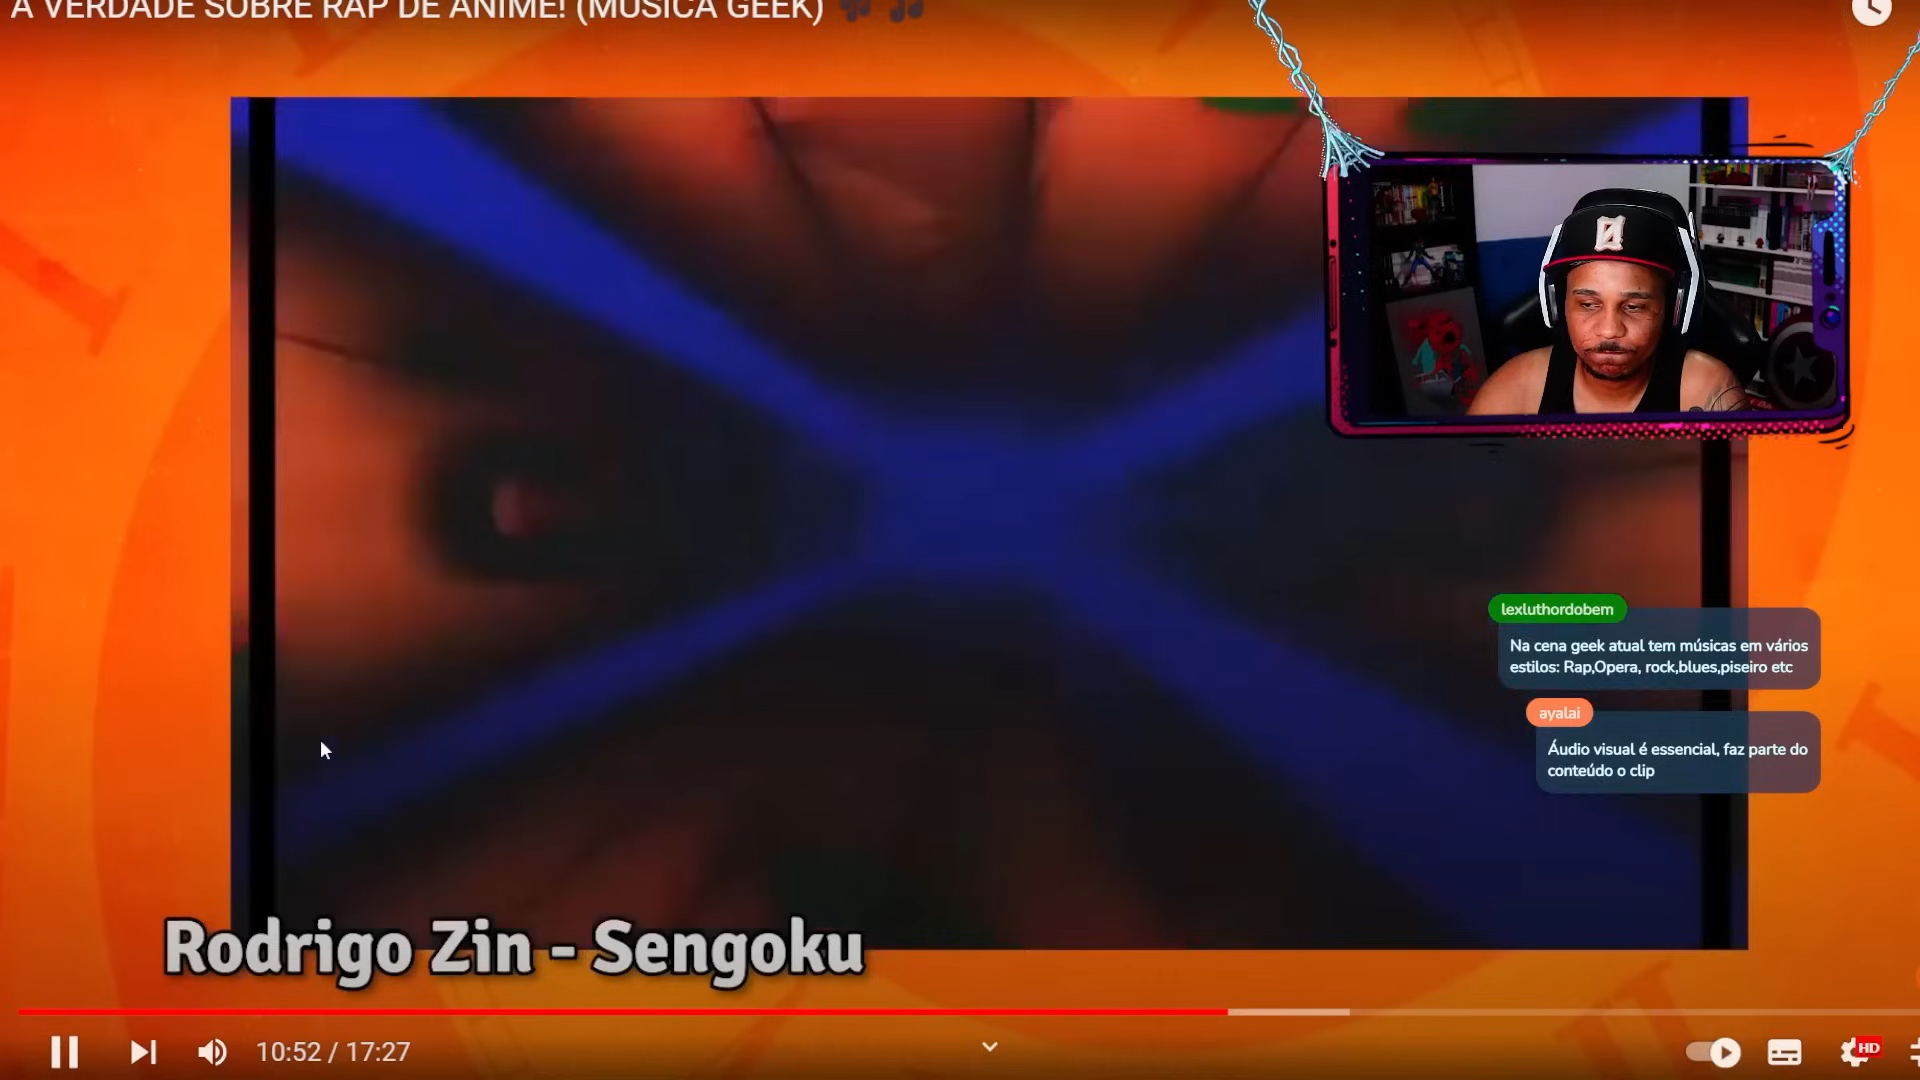 A VERDADE SOBRE RAP DE ANIME! (MÚSICA GEEK)
lexluthordobem
Na cena geek atual tem músicas em vários
estilos: Rap,Opera, rock,blues,piseiro etc
ayalai
Áudio visual é essencial, faz parte do
conteúdo o clip
Rodrigo Zin - Sengoku
10:52 / 17:27
HD